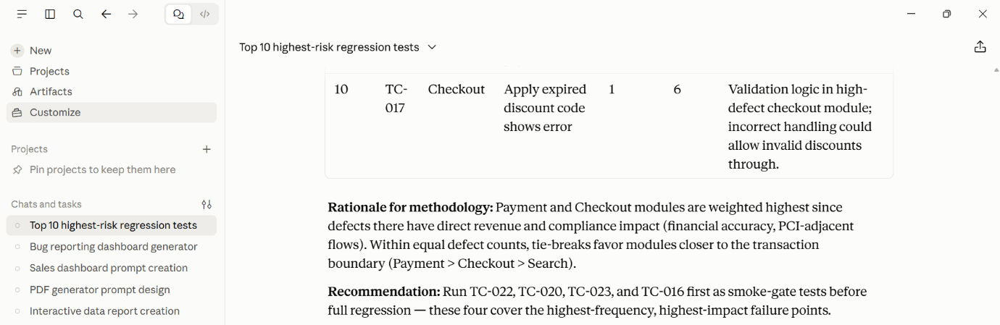 New
Projects
Artifacts
Customize
Projects
Pin projects to keep them here
Chats and tasks
Top 10 highest-risk regression tests
Bug reporting dashboard generator
Sales dashboard prompt creation
PDF generator prompt design
Interactive data report creation
Top 10 highest-risk regression tests
10 TC- Checkout Apply expired 1 6 Validation logic in high-
017 discount code defect checkout module;
shows error incorrect handling could
allow invalid discounts
through.
Rationale for methodology: Payment and Checkout modules are weighted highest since
defects there have direct revenue and compliance impact (financial accuracy, PCI-adjacent
flows). Within equal defect counts, tie-breaks favor modules closer to the transaction
boundary (Payment > Checkout > Search).
Recommendation: Run TC-022, TC-020, TC-023, and TC-016 first as smoke-gate tests before
full regression — these four cover the highest-frequency, highest-impact failure points.